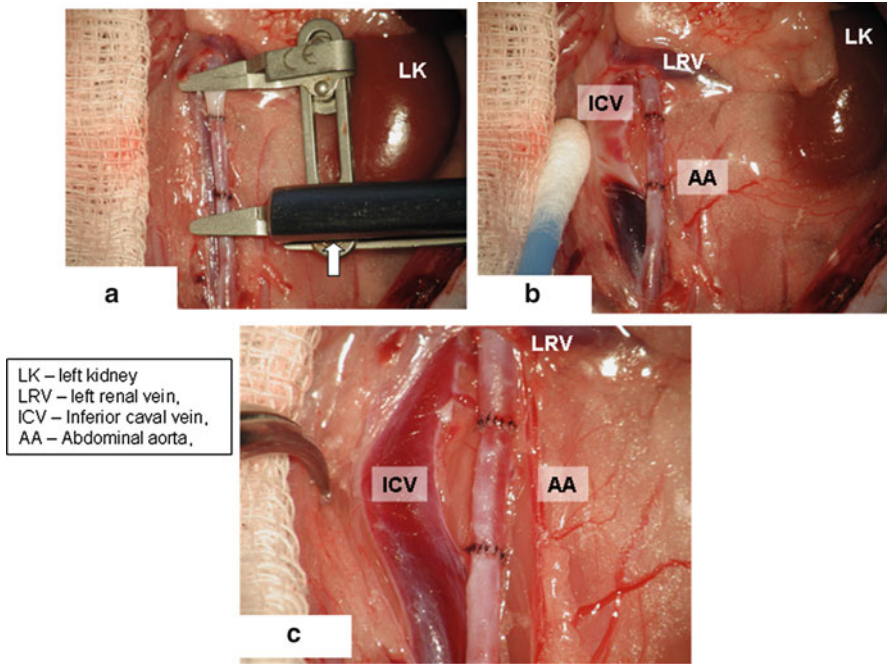 LK
a
LRV
LK
ICV
AA
b
LK – left kidney
LRV – left renal vein,
ICV – Inferior caval vein,
AA – Abdominal aorta,
LRV
ICV
AA
c